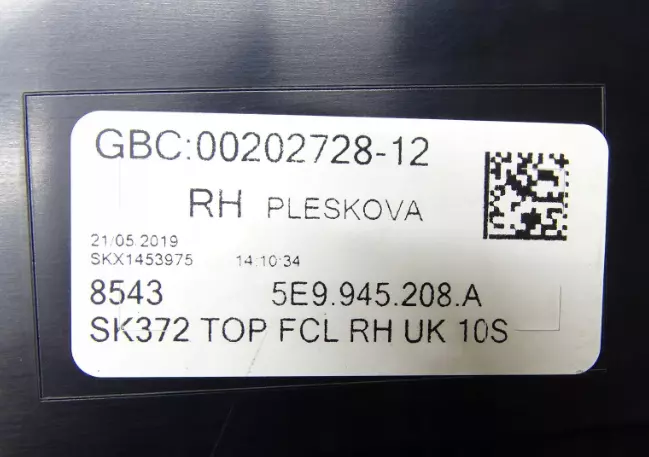 GBC:00202728-12
RH PLESKOVA
21/05.2019
SKX1453975 14:10:34
8543 5E9.945.208.A
SK372 TOP FCL RH UK 10S